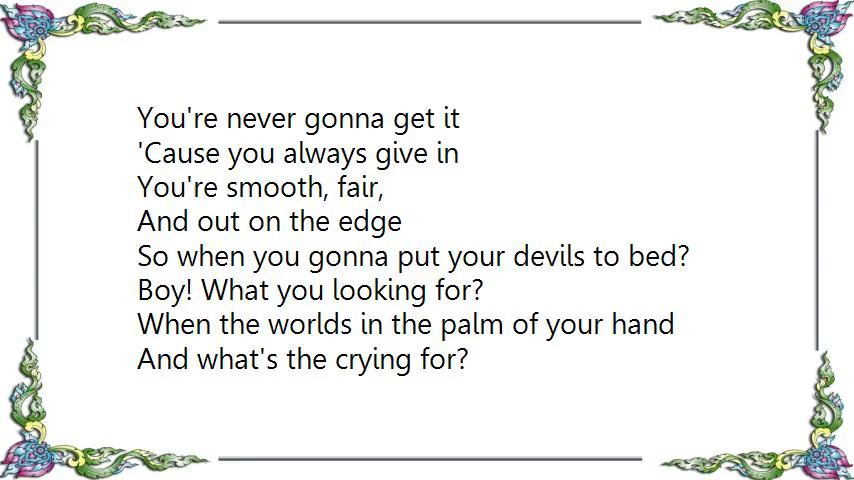 You're never gonna get it
'Cause you always give in
You're smooth, fair,
And out on the edge
So when you gonna put your devils to bed?
Boy! What you looking for?
When the worlds in the palm of your hand
And what's the crying for?